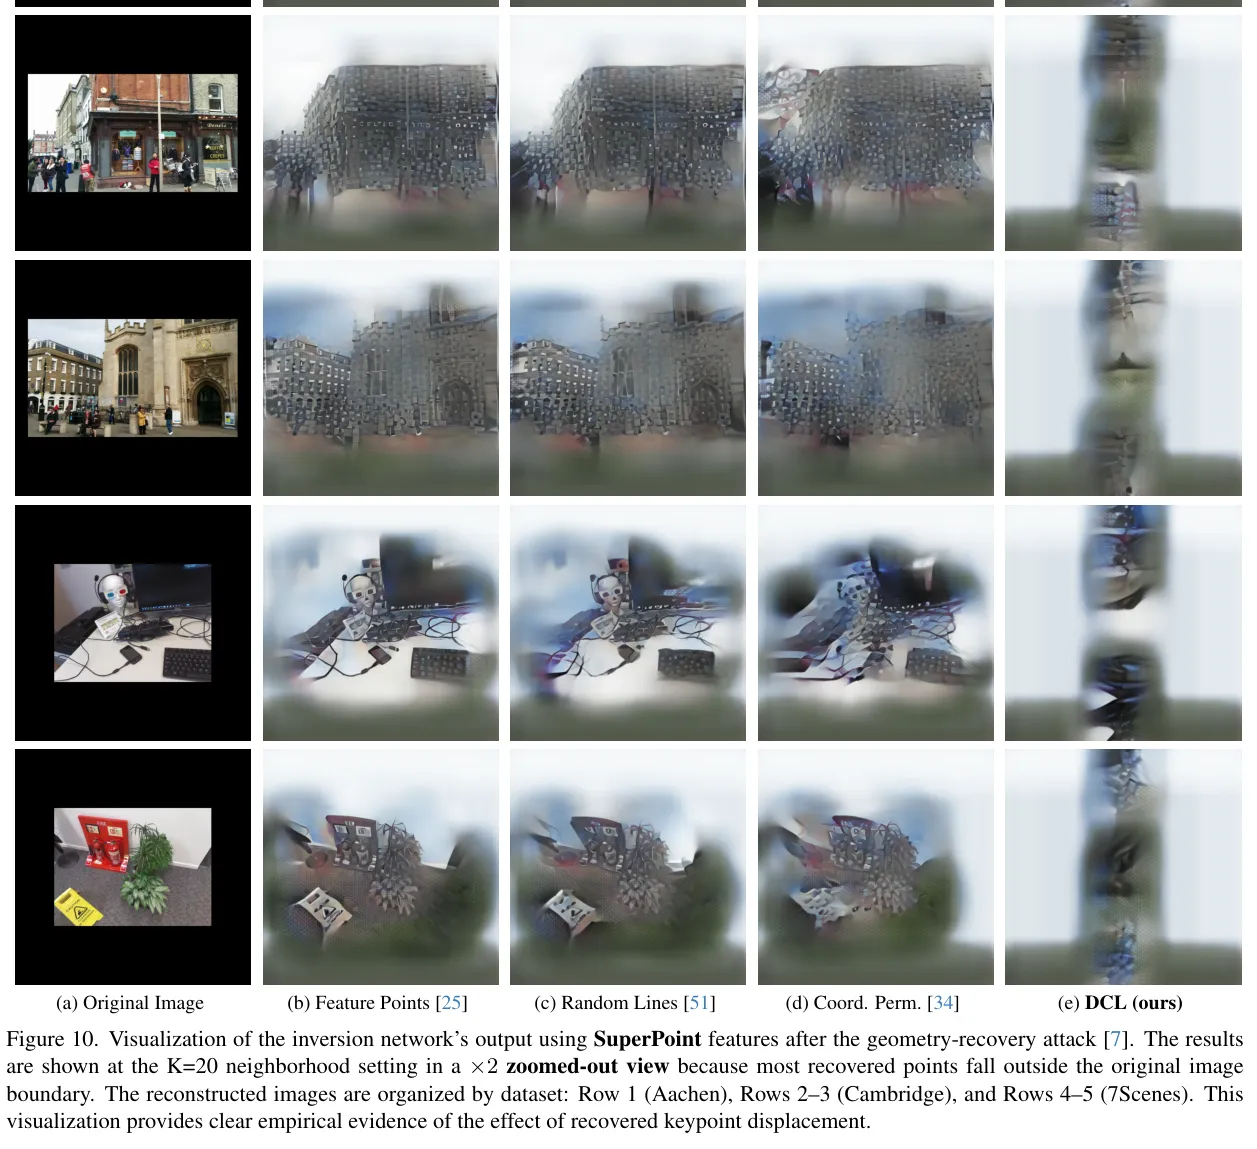 (a) Original Image
(b) Feature Points [25]
(c) Random Lines [51]
(d) Coord. Perm. [34]
(e) DCL (ours)
Figure 10. Visualization of the inversion network's output using SuperPoint features after the geometry-recovery attack [7]. The results
are shown at the K=20 neighborhood setting in a ×2 zoomed-out view because most recovered points fall outside the original image
boundary. The reconstructed images are organized by dataset: Row 1 (Aachen), Rows 2–3 (Cambridge), and Rows 4–5 (7Scenes). This
visualization provides clear empirical evidence of the effect of recovered keypoint displacement.